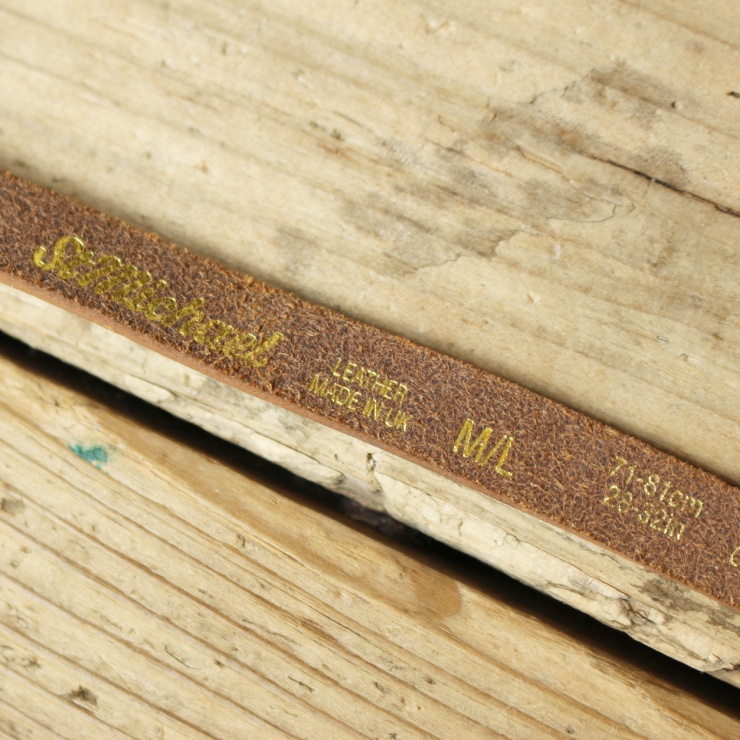 St Michael
LEATHER
MADE IN UK
M/L
71-81cm
28-32in